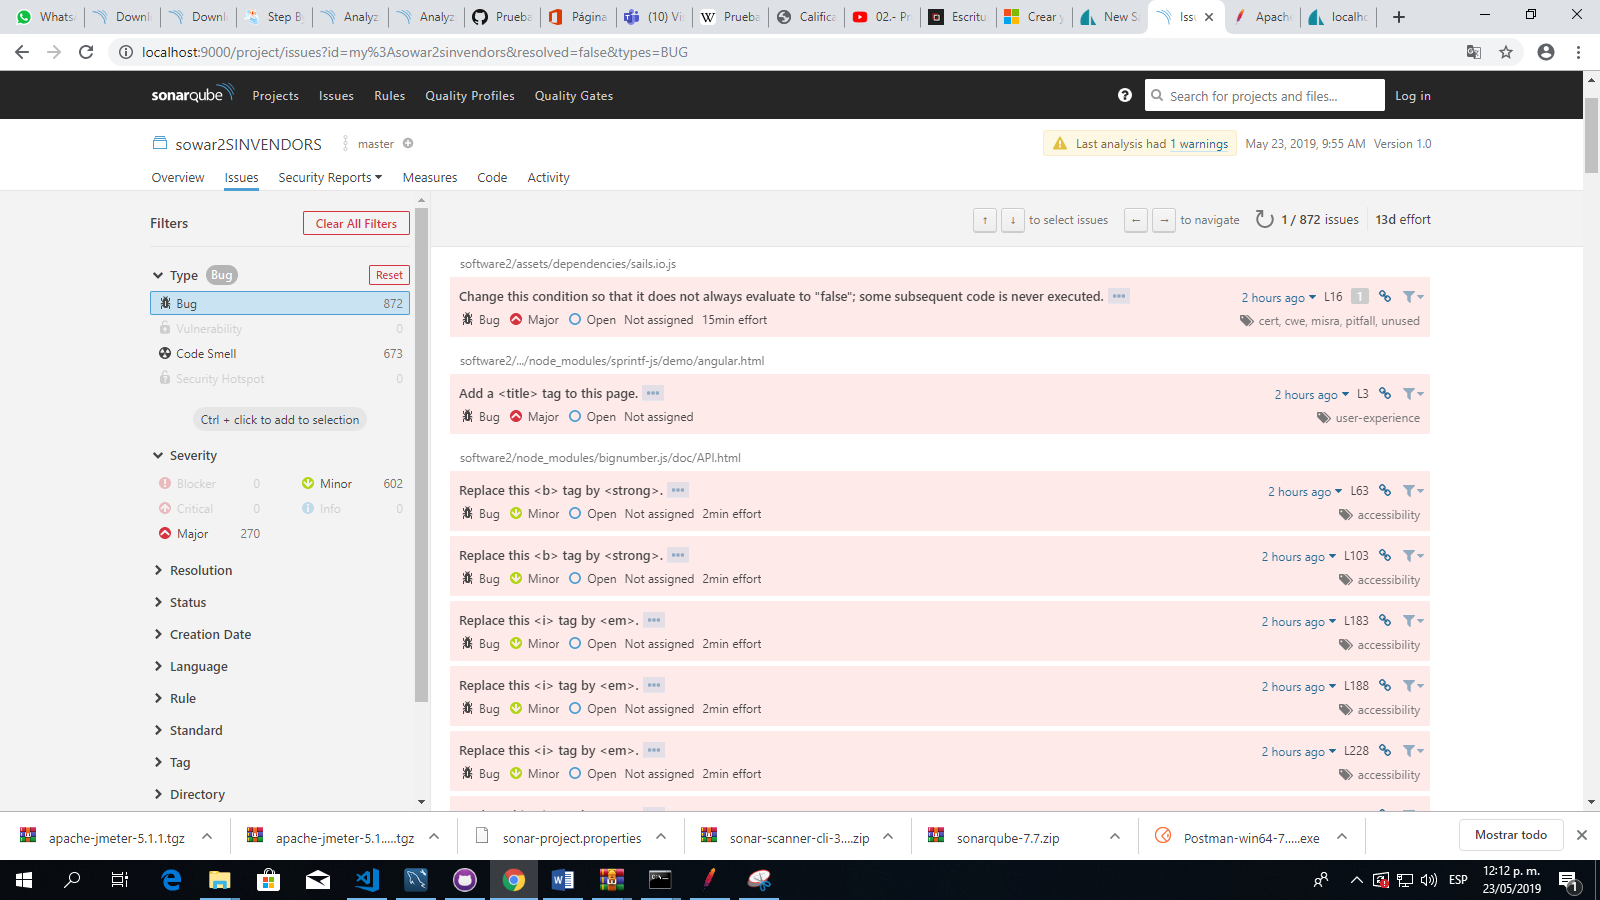 WhatsA
Downlo
Downlo
Step By
Analyz
Analyz
Prueba
Página
(10) Vi
Prueba
Califica
02.- Pr
Escritu
Crear y
New Sa
Issu
Apache
localho
localhost:9000/project/issues?id=my%3Asowar2sinvendors&resolved=false&types=BUG
sonarqube Projects Issues Rules Quality Profiles Quality Gates Search for projects and files... Log in
sowar2SINVENDORS master Last analysis had 1 warnings May 23, 2019, 9:55 AM Version 1.0
Overview Issues Security Reports Measures Code Activity
Filters Clear All Filters
Type Bug Reset
Bug 872
Vulnerability 0
Code Smell 673
Security Hotspot 0
Ctrl + click to add to selection
Severity
Blocker 0 Minor 602
Critical 0 Info 0
Major 270
Resolution
Status
Creation Date
Language
Rule
Standard
Tag
Directory
↑ ↓ to select issues ← → to navigate 1 / 872 issues 13d effort
software2/assets/dependencies/sails.io.js
Change this condition so that it does not always evaluate to "false"; some subsequent code is never executed. ••• 2 hours ago L16 1
Bug Major Open Not assigned 15min effort cert, cwe, misra, pitfall, unused
software2/.../node_modules/sprintf-js/demo/angular.html
Add a <title> tag to this page. ••• 2 hours ago L3
Bug Major Open Not assigned user-experience
software2/node_modules/bignumber.js/doc/API.html
Replace this <b> tag by <strong>. ••• 2 hours ago L63
Bug Minor Open Not assigned 2min effort accessibility
Replace this <b> tag by <strong>. ••• 2 hours ago L103
Bug Minor Open Not assigned 2min effort accessibility
Replace this <i> tag by <em>. ••• 2 hours ago L183
Bug Minor Open Not assigned 2min effort accessibility
Replace this <i> tag by <em>. ••• 2 hours ago L188
Bug Minor Open Not assigned 2min effort accessibility
Replace this <i> tag by <em>. ••• 2 hours ago L228
Bug Minor Open Not assigned 2min effort accessibility
apache-jmeter-5.1.1.tgz
apache-jmeter-5.1.....tgz
sonar-project.properties
sonar-scanner-cli-3....zip
sonarqube-7.7.zip
Postman-win64-7.....exe
Mostrar todo
ESP
12:12 p. m.
23/05/2019
1